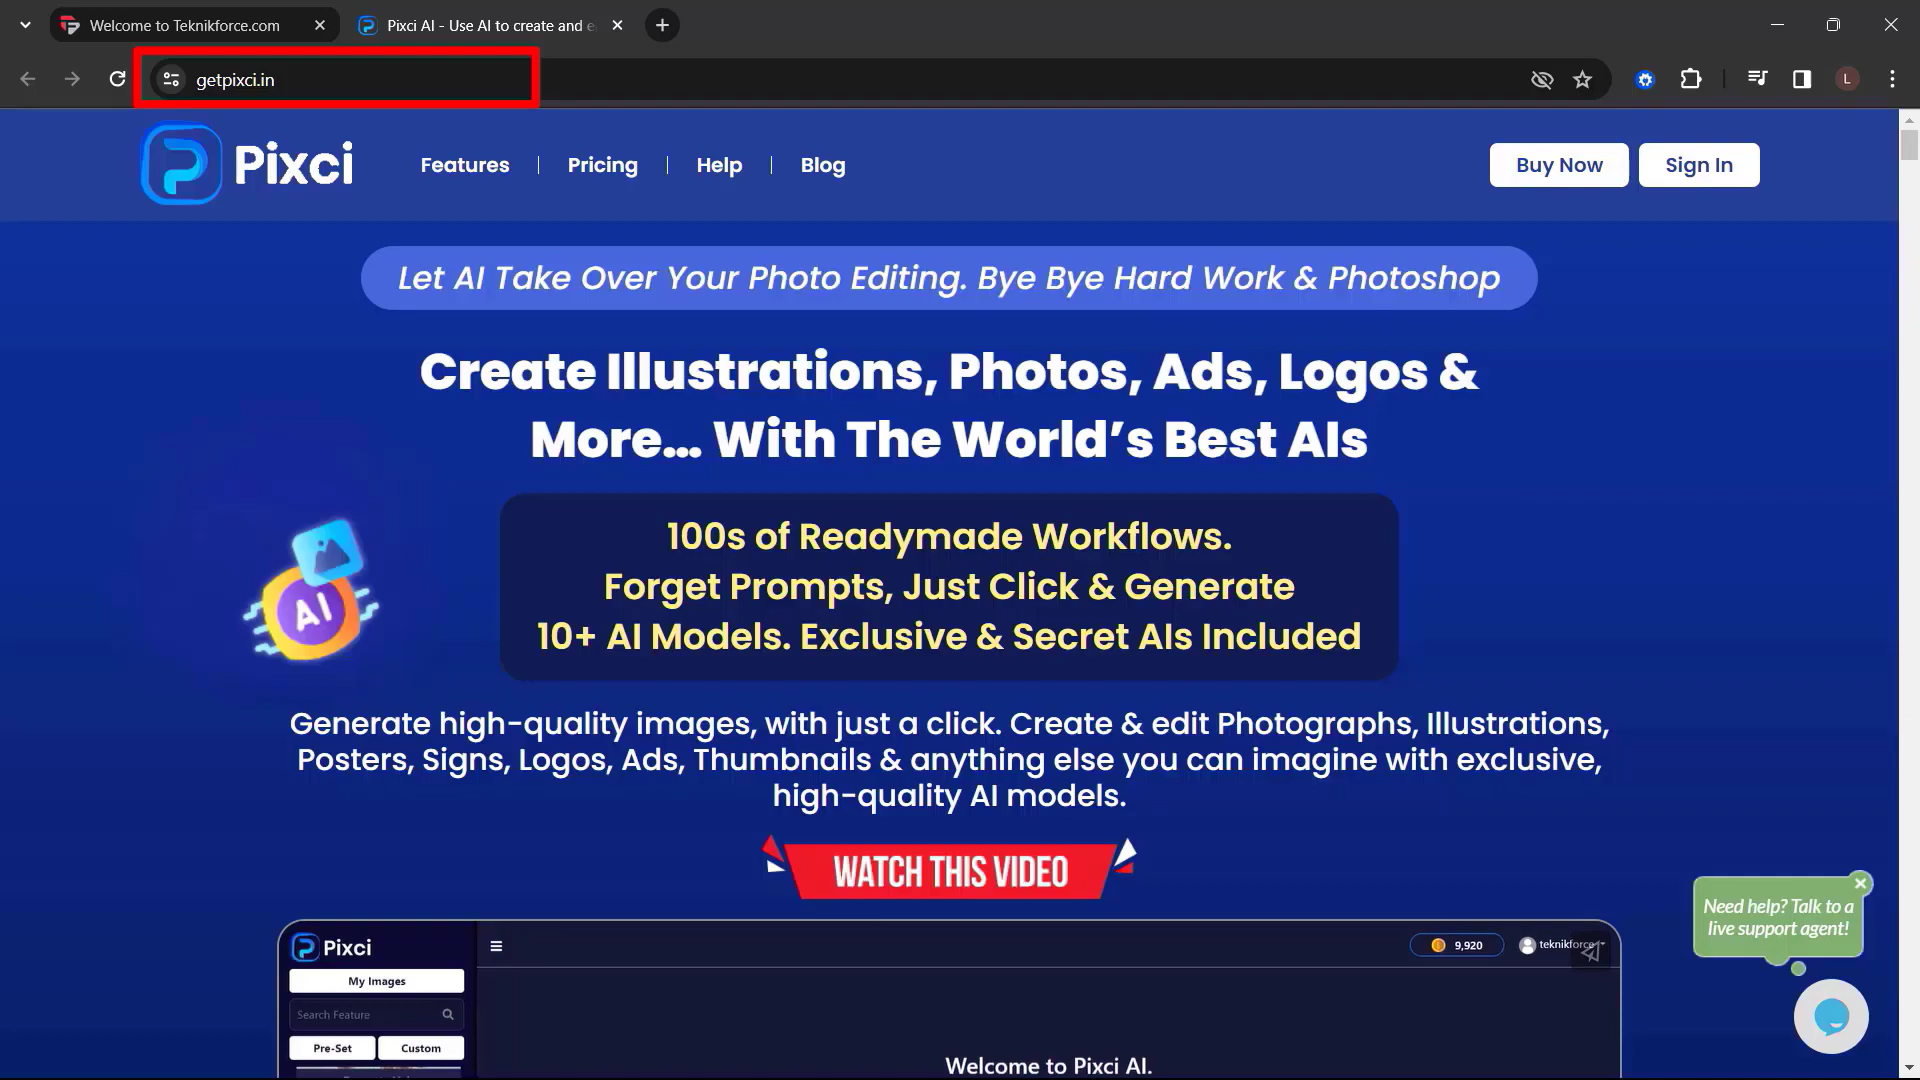 Welcome to Teknikforce.com
Pixci AI - Use AI to create and e
getpixci.in
L
Pixci
Features
Pricing
Help
Blog
Buy Now
Sign In
Let AI Take Over Your Photo Editing. Bye Bye Hard Work & Photoshop
Create Illustrations, Photos, Ads, Logos &
More... With The World's Best AIs
100s of Readymade Workflows.
Forget Prompts, Just Click & Generate
10+ AI Models. Exclusive & Secret AIs Included
AI
Generate high-quality images, with just a click. Create & edit Photographs, Illustrations,
Posters, Signs, Logos, Ads, Thumbnails & anything else you can imagine with exclusive,
high-quality AI models.
WATCH THIS VIDEO
Need help? Talk to a
live support agent!
Pixci
9,920
teknikforce
My Images
Search Feature
Pre-Set
Custom
Welcome to Pixci AI.